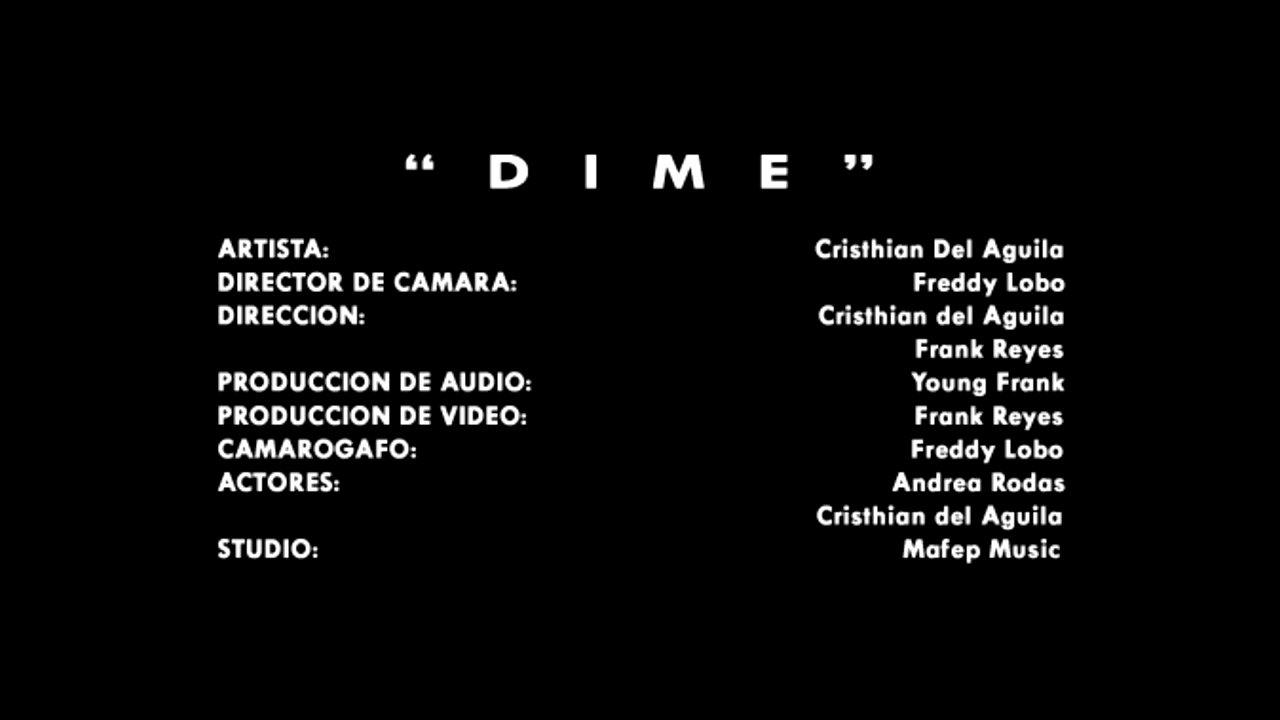 “ D I M E ”
ARTISTA: Cristhian Del Aguila
DIRECTOR DE CAMARA: Freddy Lobo
DIRECCION: Cristhian del Aguila
Frank Reyes
PRODUCCION DE AUDIO: Young Frank
PRODUCCION DE VIDEO: Frank Reyes
CAMAROGAFO: Freddy Lobo
ACTORES: Andrea Rodas
Cristhian del Aguila
STUDIO: Mafep Music